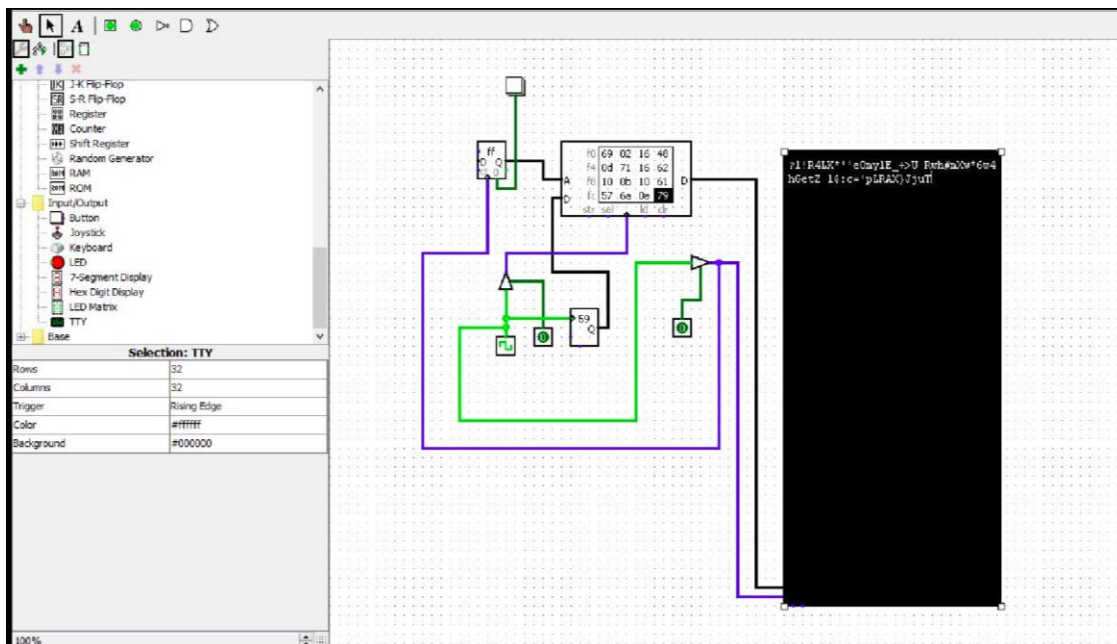 A
J-K Flip-Flop
S-R Flip-Flop
Register
Counter
Shift Register
Random Generator
RAM
ROM
Input/Output
Button
Joystick
Keyboard
LED
7-Segment Display
Hex Digit Display
LED Matrix
TTY
Base
Selection: TTY
Rows 32
Columns 32
Trigger Rising Edge
Color #ffffff
Background #000000
100%
ff
D Q
Q
f0 69 02 16 48
f4 0d 71 16 62
f8 10 0b 10 61
fc 57 6a 0e 79
A
D
D
str sel ld clr
59
Q
0
0